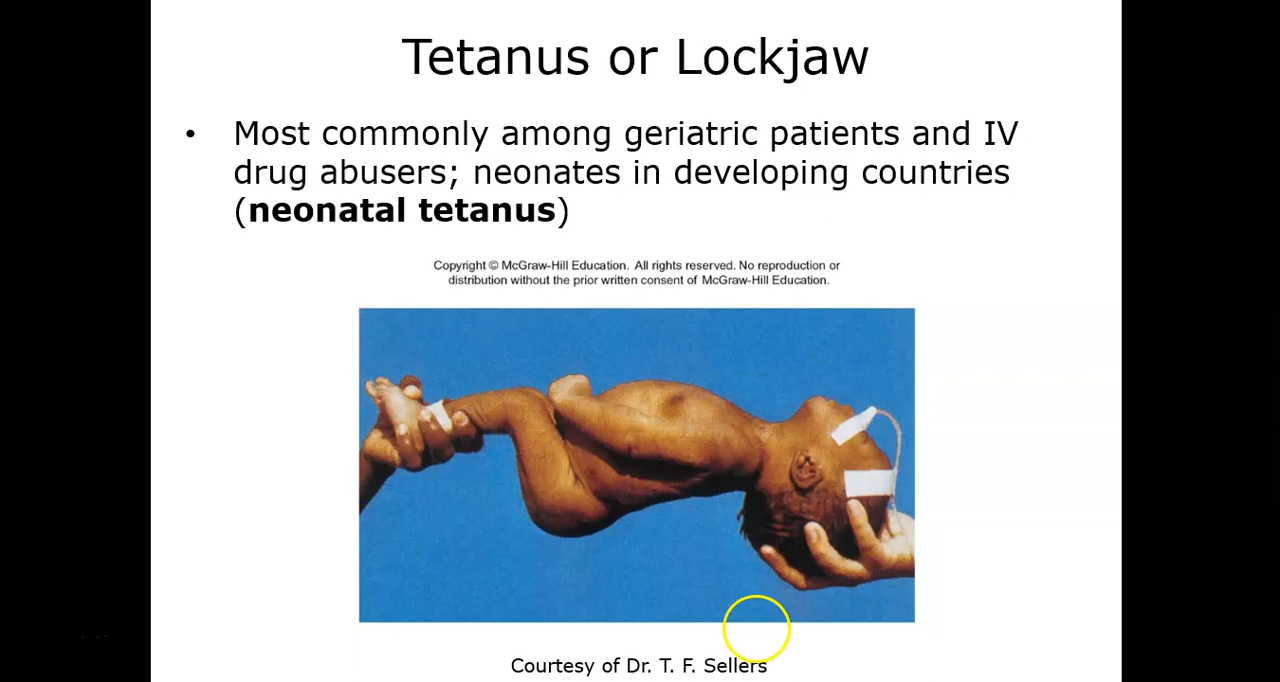 Tetanus or Lockjaw
• Most commonly among geriatric patients and IV
drug abusers; neonates in developing countries
(neonatal tetanus)
Copyright © McGraw-Hill Education. All rights reserved. No reproduction or
distribution without the prior written consent of McGraw-Hill Education.
Courtesy of Dr. T. F. Sellers